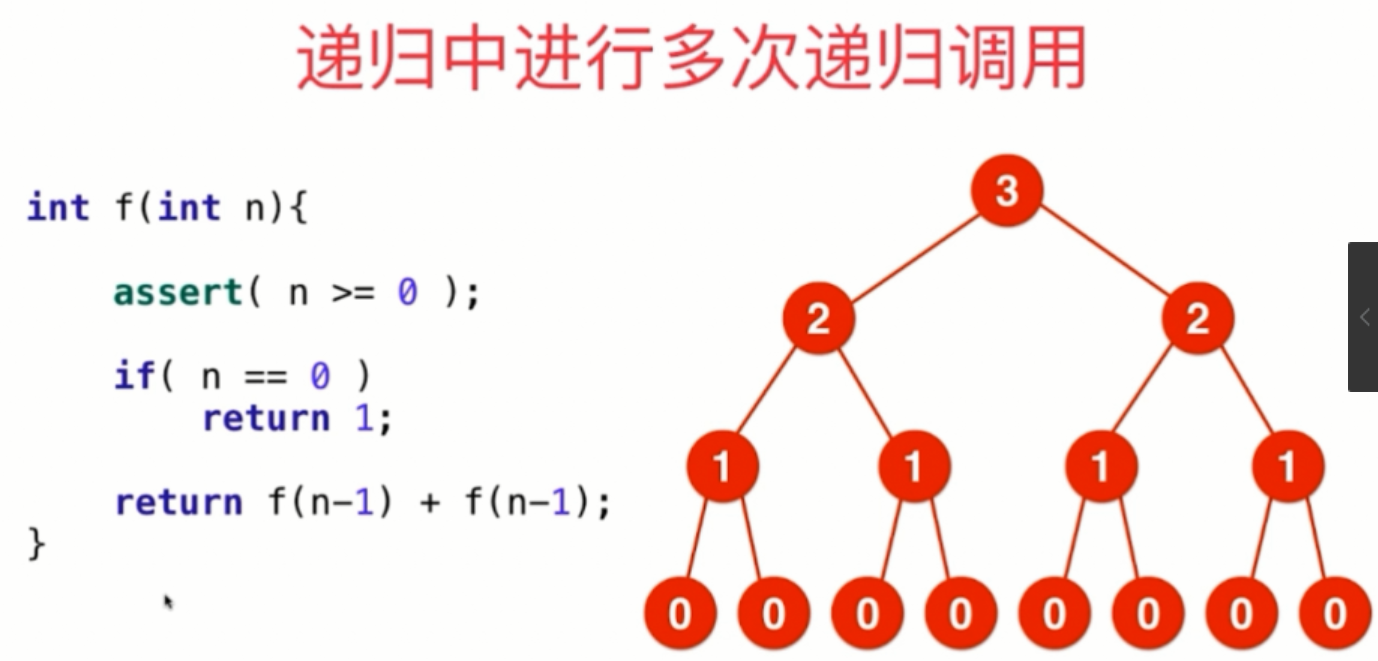 递归中进行多次递归调用
int f(int n){
assert( n >= 0 );
if( n == 0 )
return 1;
return f(n-1) + f(n-1);
}
3
2 2
1 1 1 1
0 0 0 0 0 0 0 0